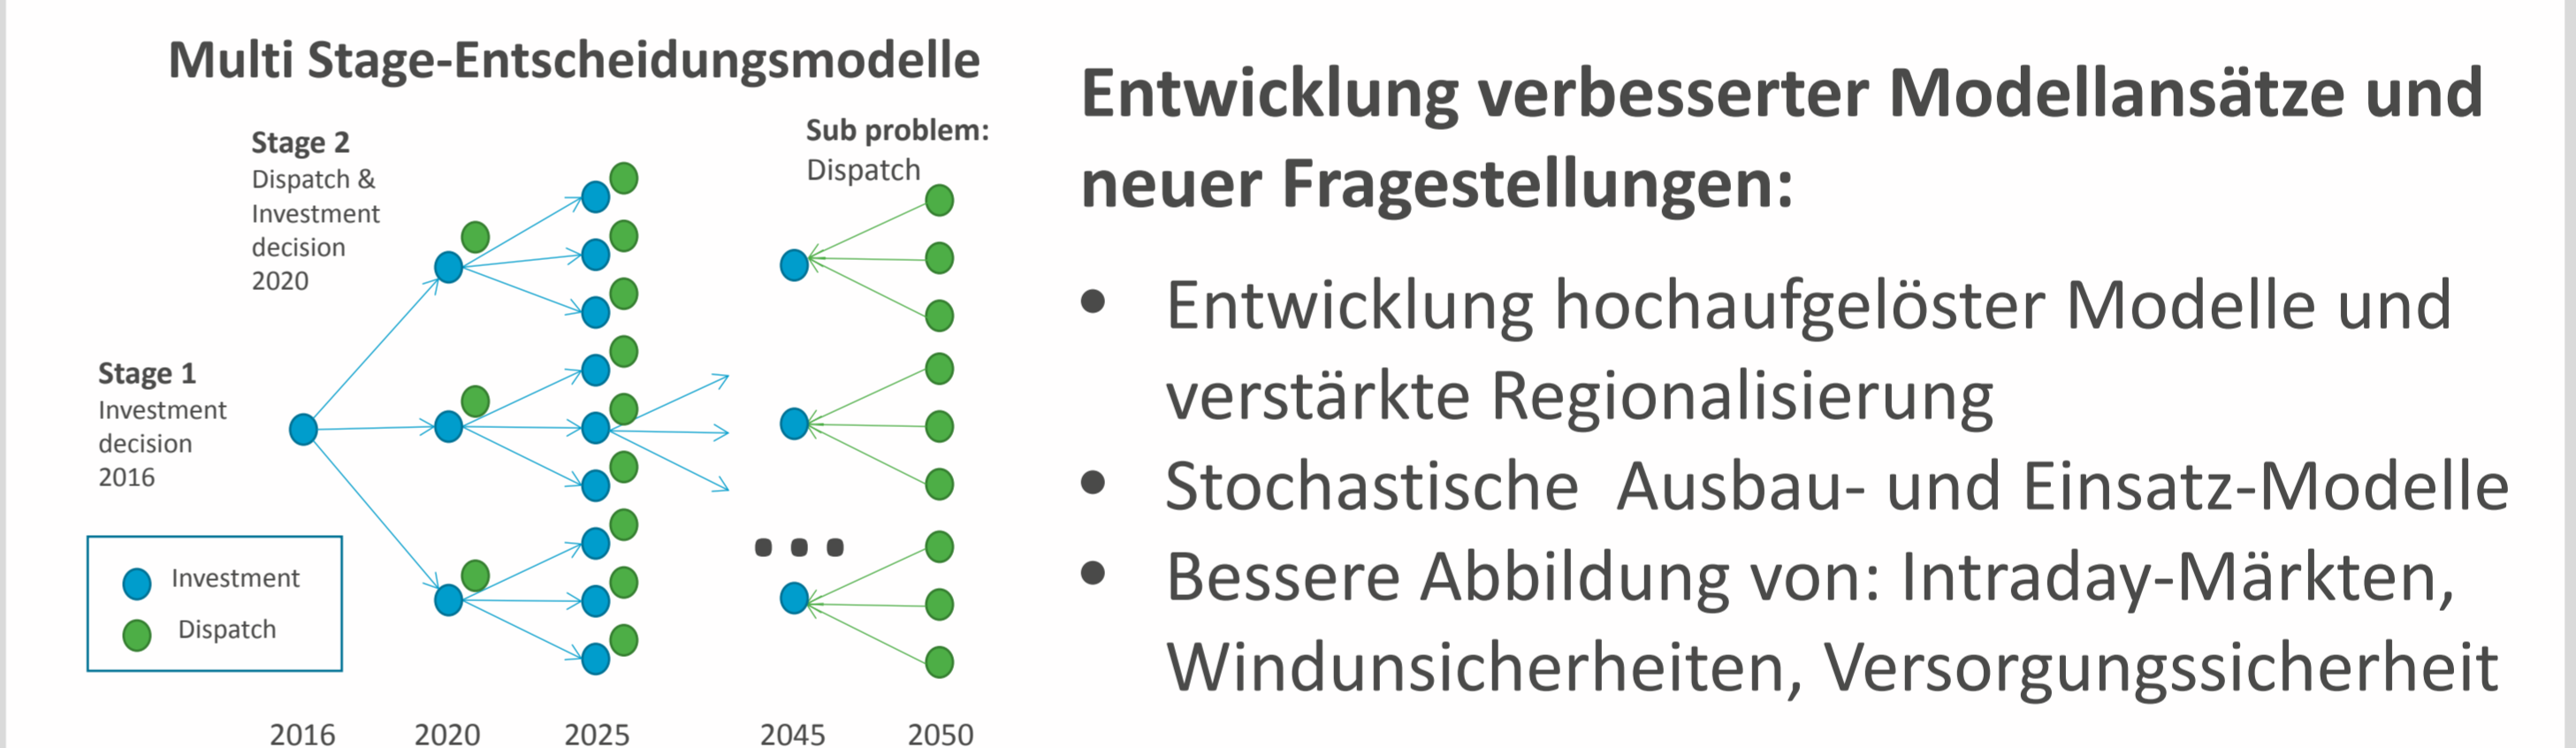 Multi Stage-Entscheidungsmodelle
Stage 2
Dispatch &
Investment
decision
2020
Sub problem:
Dispatch
Stage 1
Investment
decision
2016
Investment
Dispatch
2016
2020
2025
2045
2050
Entwicklung verbesserter Modellansätze und
neuer Fragestellungen:
• Entwicklung hochaufgelöster Modelle und
verstärkte Regionalisierung
• Stochastische  Ausbau- und Einsatz-Modelle
• Bessere Abbildung von: Intraday-Märkten,
Windunsicherheiten, Versorgungssicherheit